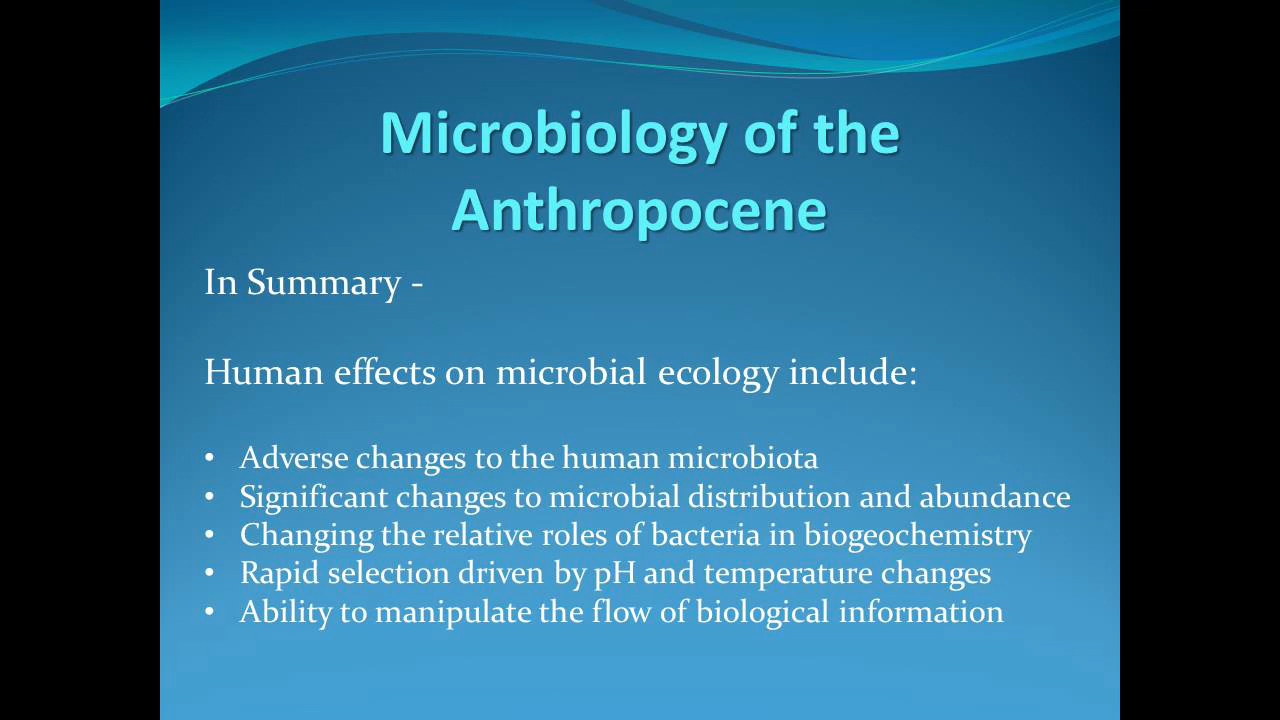 Microbiology of the
Anthropocene
In Summary -
Human effects on microbial ecology include:
• Adverse changes to the human microbiota
• Significant changes to microbial distribution and abundance
• Changing the relative roles of bacteria in biogeochemistry
• Rapid selection driven by pH and temperature changes
• Ability to manipulate the flow of biological information